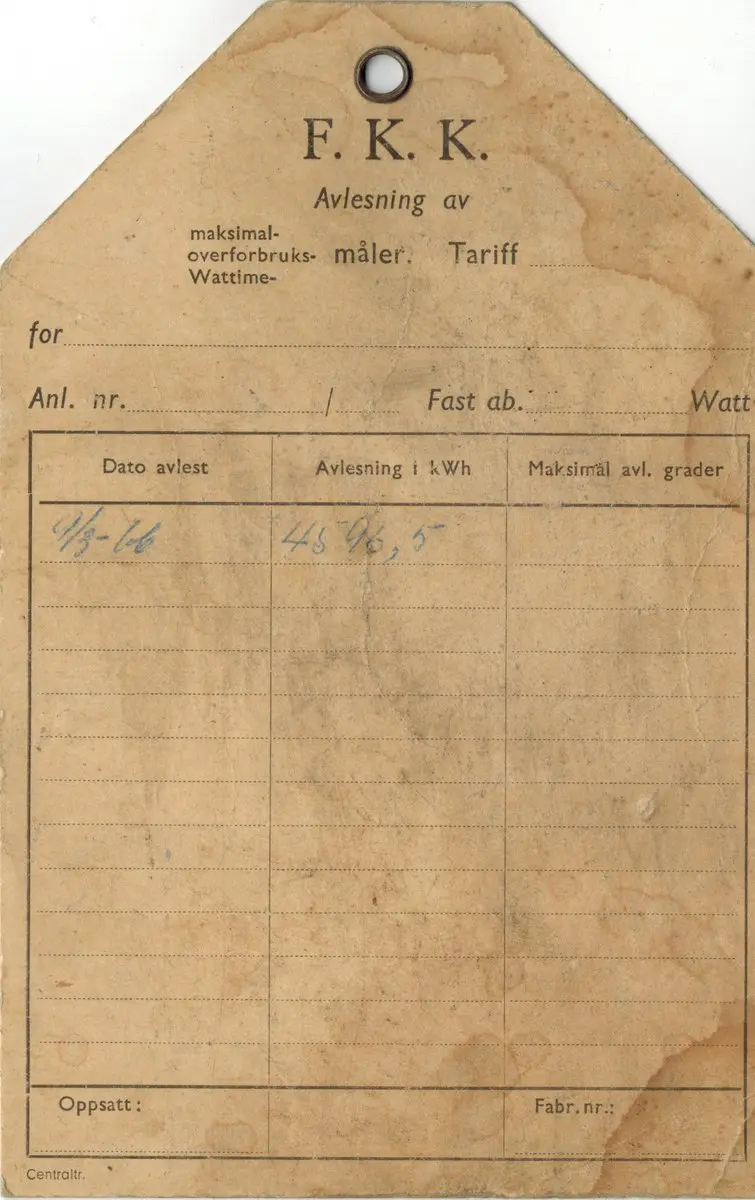 F. K. K.
Avlesning av
maksimal-
overforbruks- måler. Tariff
Wattime-
for
Anl. nr. / Fast ab. Watt
Dato avlest Avlesning i kWh Maksimal avl. grader
9/3-66 4596,5
Oppsatt: Fabr.nr.:
Centraltr.